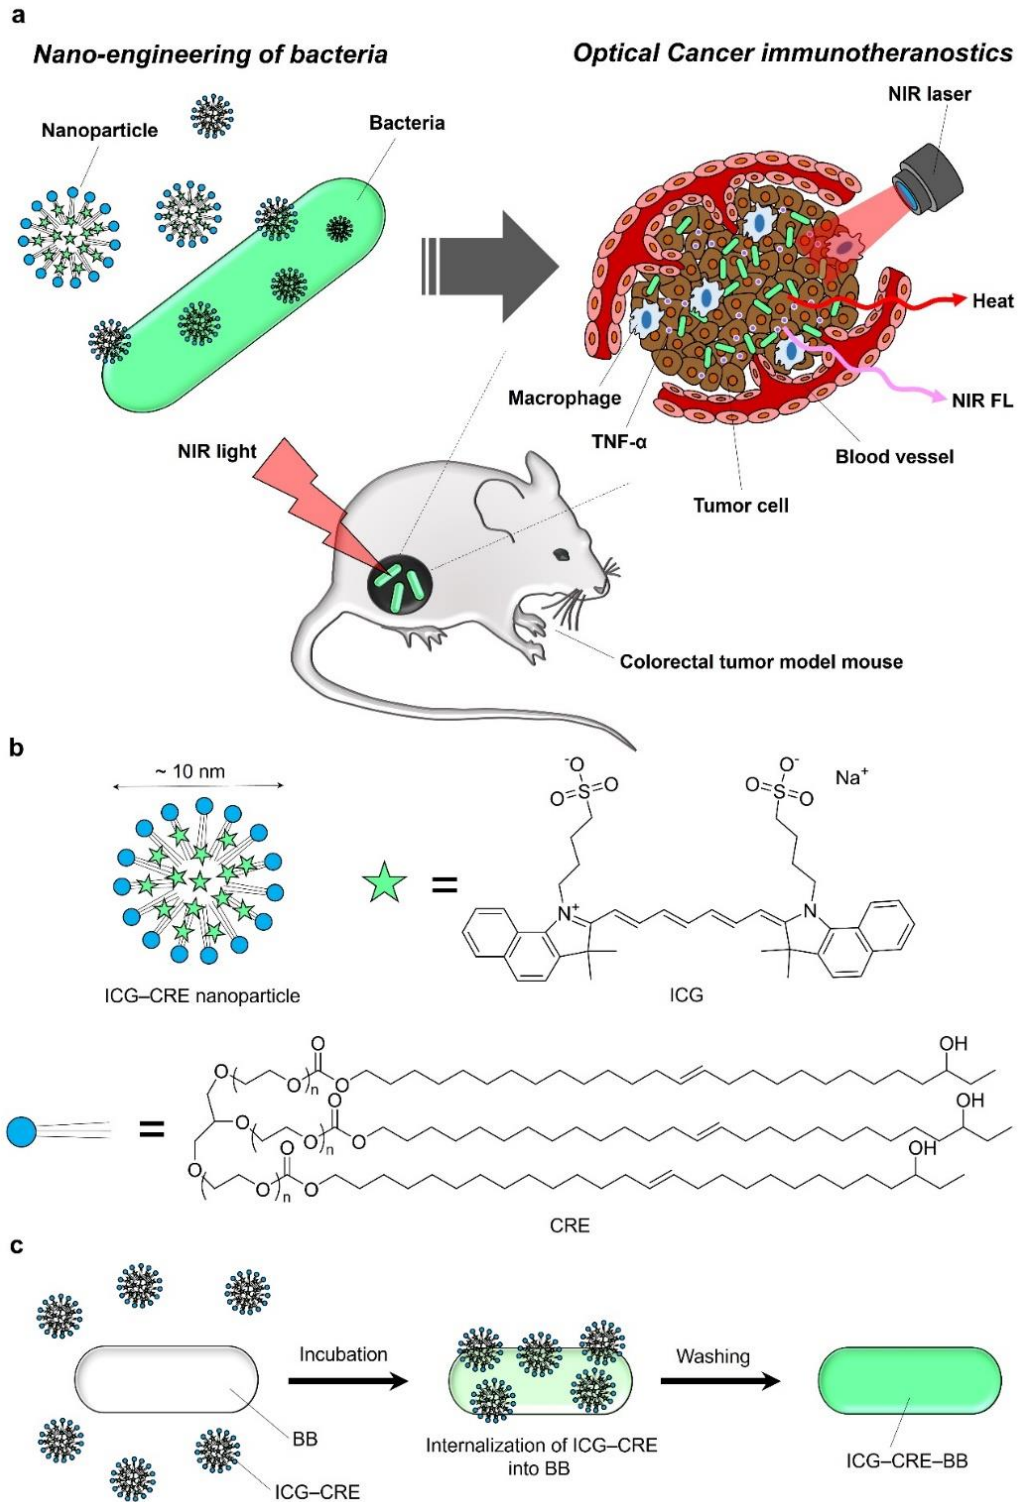 a
Nano-engineering of bacteria
Optical Cancer immunotheranostics
NIR laser
Nanoparticle
Bacteria
Heat
Macrophage
NIR FL
TNF-α
Blood vessel
NIR light
Tumor cell
Colorectal tumor model mouse
b
~ 10 nm
-O
O-
Na+
O=S=O
O=S=O
N+
N
=
ICG–CRE nanoparticle
ICG
O
OH
O
O
n
O
O
OH
=
O
O
n
O
O
OH
O
O
n
O
CRE
c
Incubation
Washing
BB
Internalization of ICG–CRE
into BB
ICG–CRE–BB
ICG–CRE